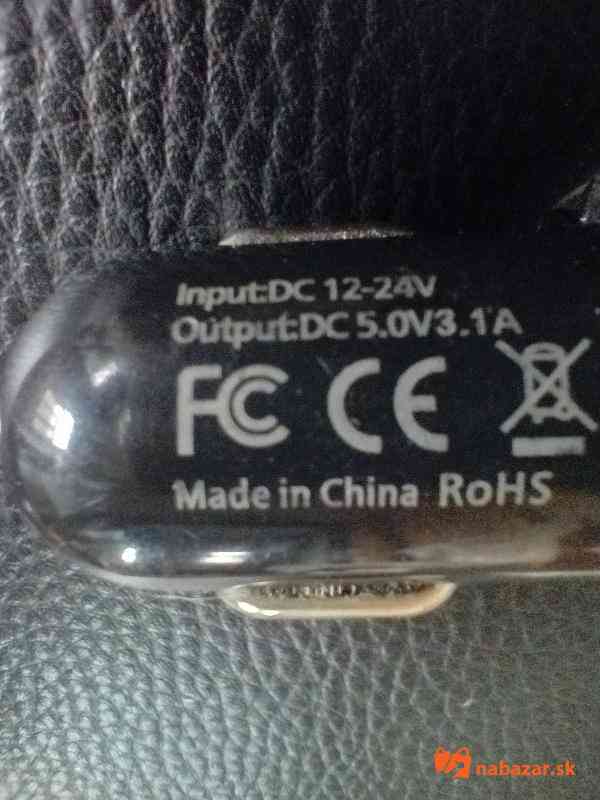 Input:DC 12-24V
Output:DC 5.0V3.1A
FC CE
Made in China RoHS
nabazar.sk